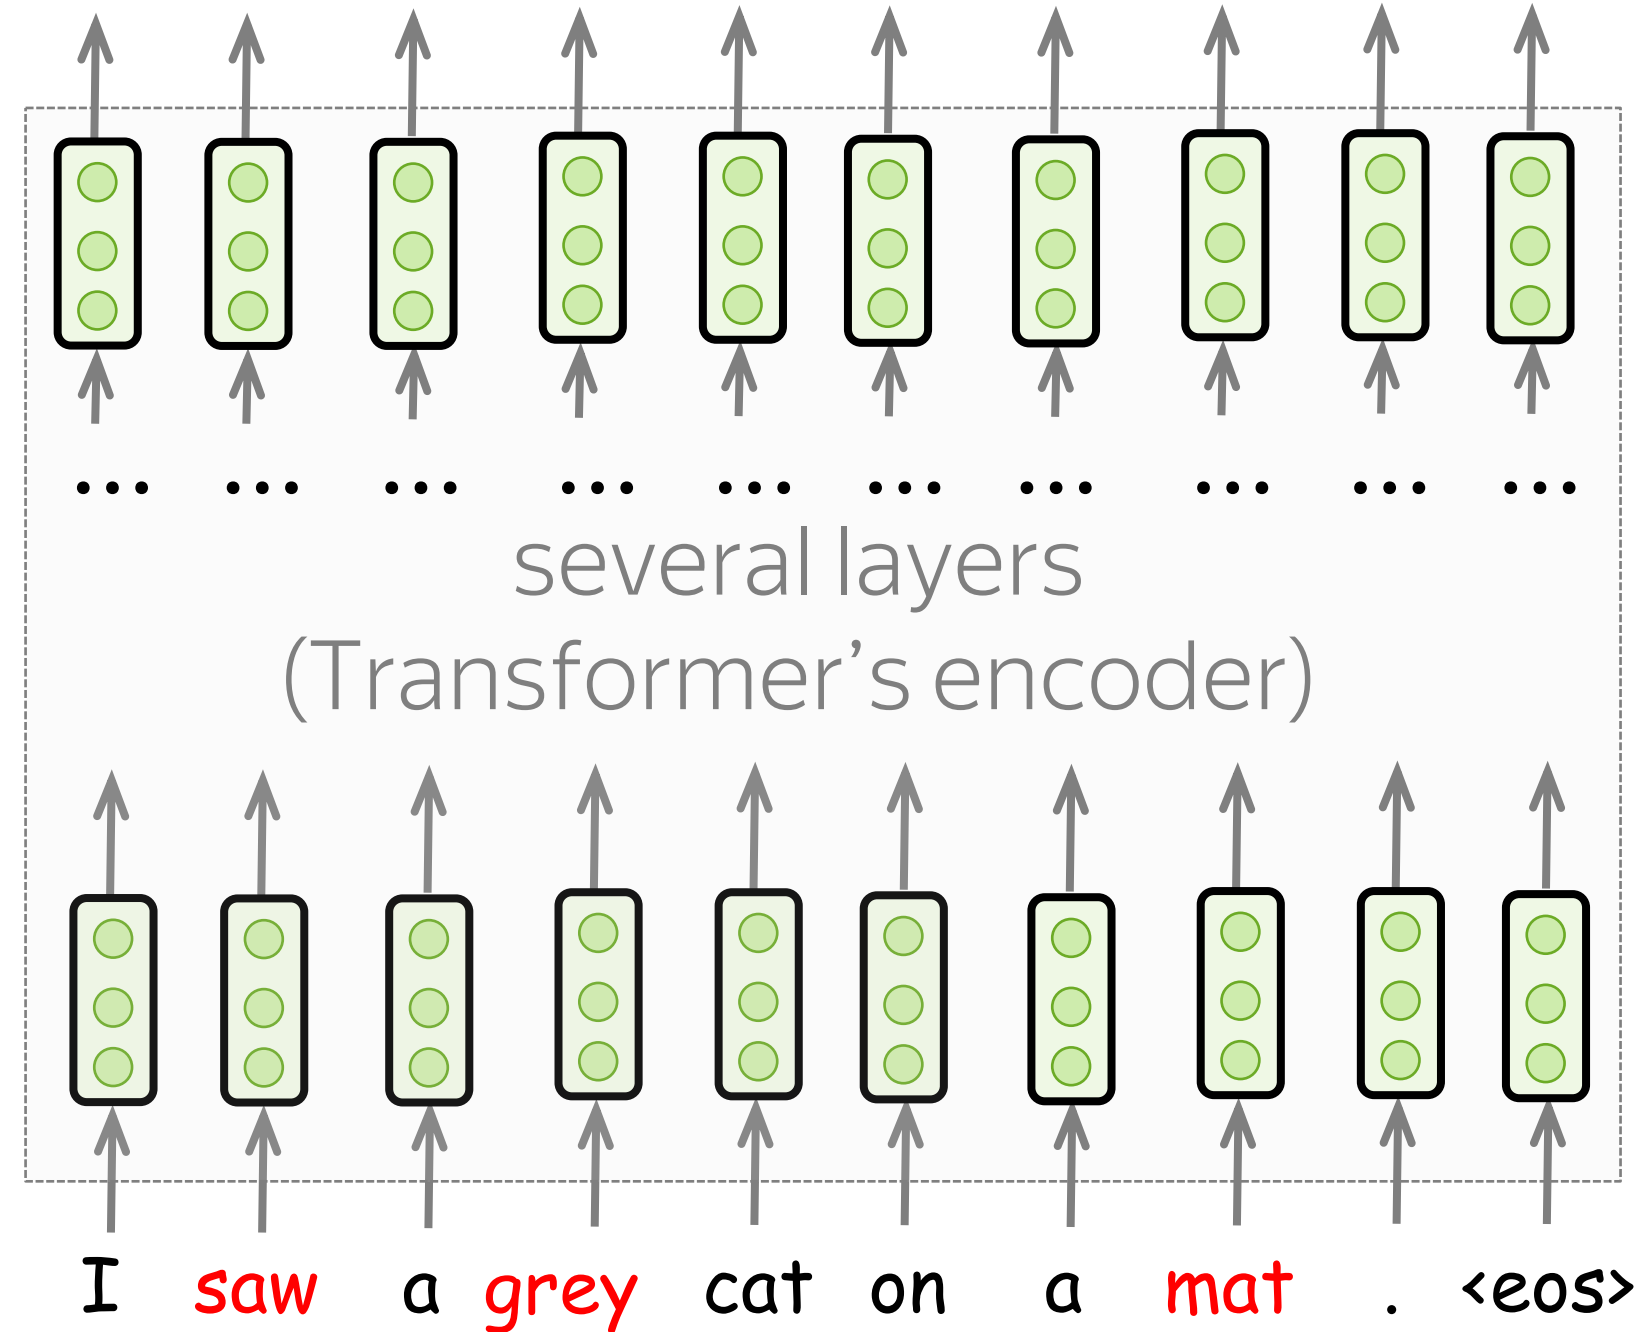 ... ... ... ... ... ... ... ... ... ...
several layers
(Transformer’s encoder)
I saw a grey cat on a mat . <eos>